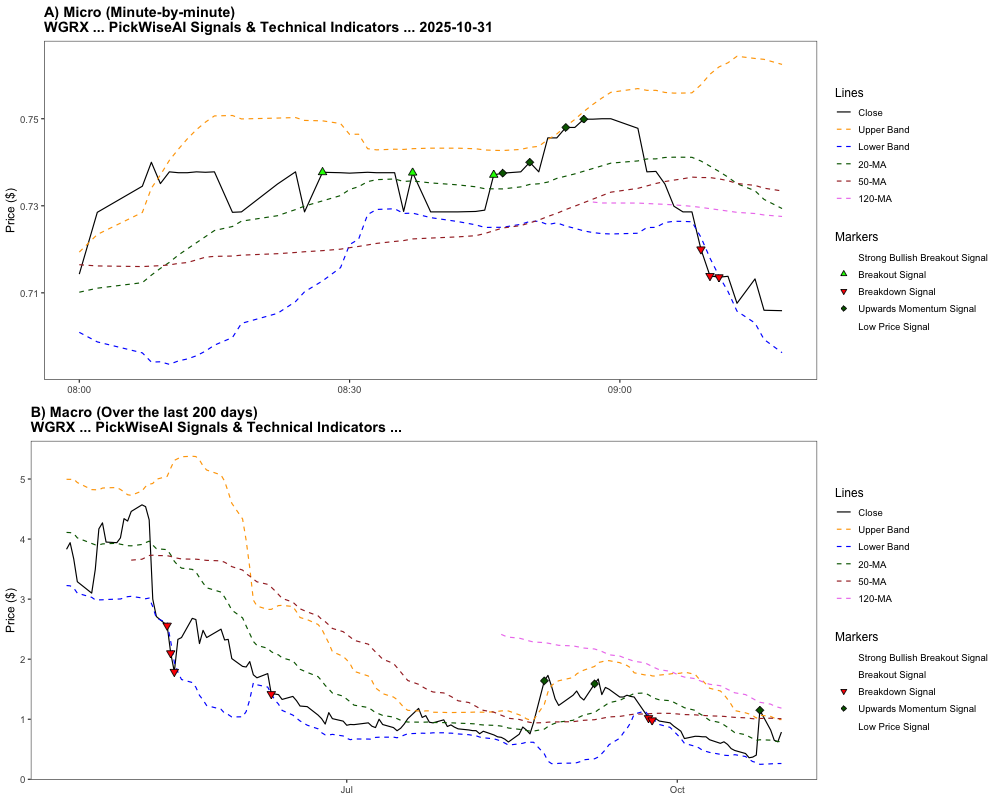 A) Micro (Minute-by-minute)
WGRX ... PickWiseAI Signals & Technical Indicators ... 2025-10-31
Price ($)
0.75
0.73
0.71
08:00
08:30
09:00
Lines
Close
Upper Band
Lower Band
20-MA
50-MA
120-MA
Markers
Strong Bullish Breakout Signal
Breakout Signal
Breakdown Signal
Upwards Momentum Signal
Low Price Signal
B) Macro (Over the last 200 days)
WGRX ... PickWiseAI Signals & Technical Indicators ...
Price ($)
5
4
3
2
1
0
Jul
Oct
Lines
Close
Upper Band
Lower Band
20-MA
50-MA
120-MA
Markers
Strong Bullish Breakout Signal
Breakout Signal
Breakdown Signal
Upwards Momentum Signal
Low Price Signal